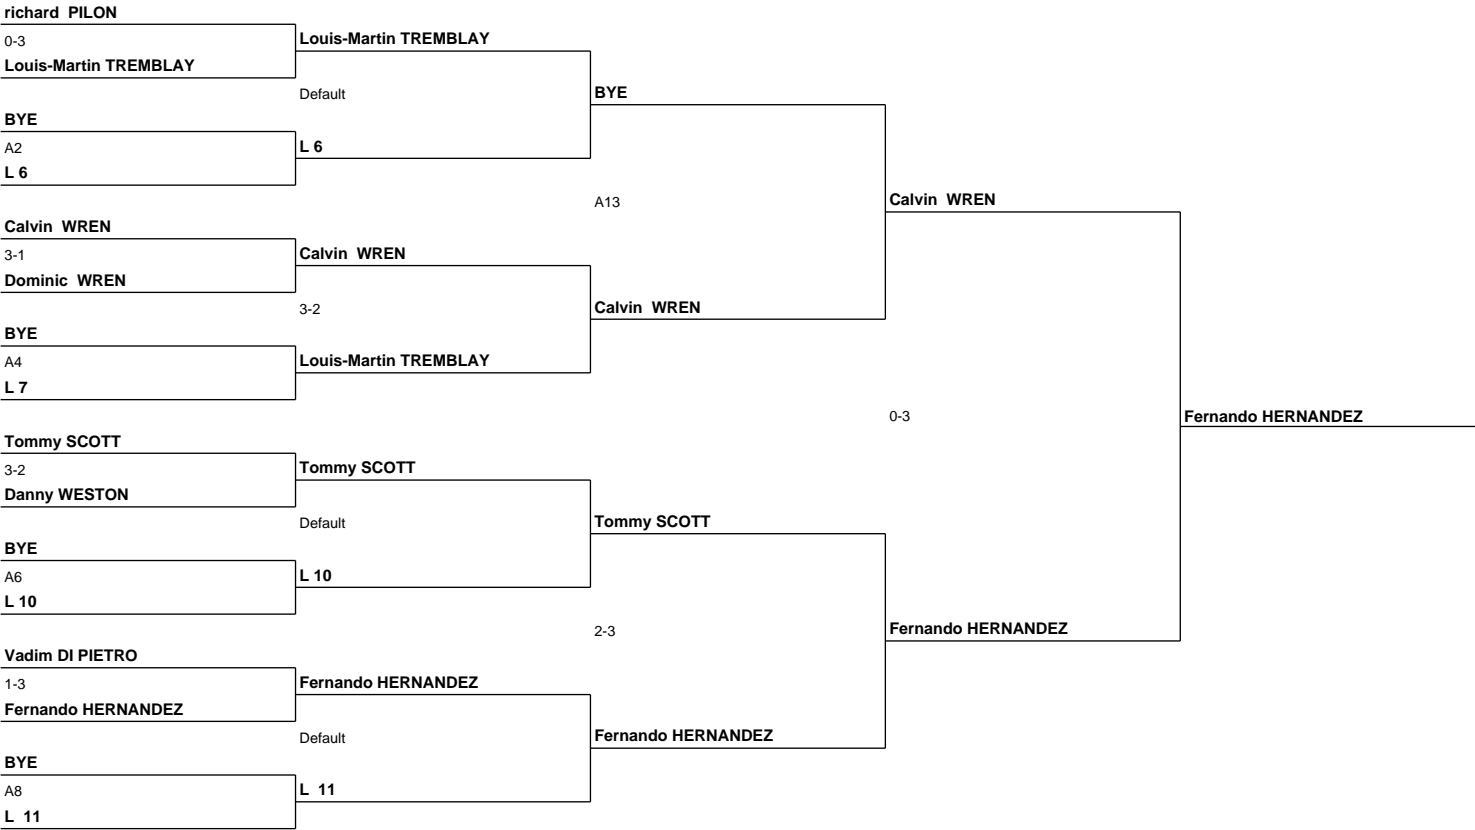 richard  PILON
0-3
Louis-Martin TREMBLAY
BYE
A2
L 6
Calvin  WREN
3-1
Dominic  WREN
BYE
A4
L 7
Tommy SCOTT
3-2
Danny WESTON
BYE
A6
L 10
Vadim DI PIETRO
1-3
Fernando HERNANDEZ
BYE
A8
L  11
Louis-Martin TREMBLAY
Default
L 6
Calvin  WREN
3-2
Louis-Martin TREMBLAY
Tommy SCOTT
Default
L 10
Fernando HERNANDEZ
Default
L  11
BYE
A13
Calvin  WREN
Tommy SCOTT
2-3
Fernando HERNANDEZ
Calvin  WREN
0-3
Fernando HERNANDEZ
Fernando HERNANDEZ